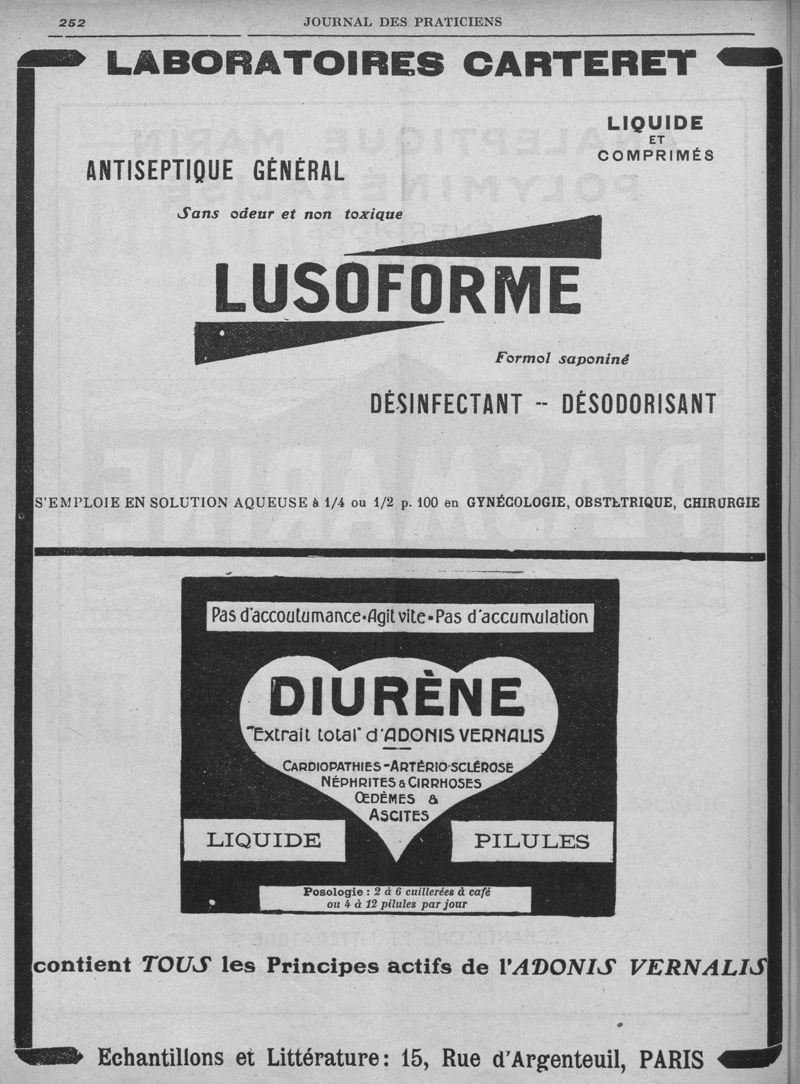 252
JOURNAL DES PRATICIENS
LABORATOIRES CARTERET
LIQUIDE
ET
COMPRIMÉS
ANTISEPTIQUE GÉNÉRAL
Sans odeur et non toxique
LUSOFORME
Formol saponiné
DÉSINFECTANT -- DÉSODORISANT
S'EMPLOIE EN SOLUTION AQUEUSE à 1/4 ou 1/2 p. 100 en GYNÉCOLOGIE, OBSTÉTRIQUE, CHIRURGIE
Pas d'accoutumance-Agit vite-Pas d'accumulation
DIURÈNE
"Extrait total" d'ADONIS VERNALIS
CARDIOPATHIES-ARTÉRIO-SCLÉROSE
NÉPHRITES & CIRRHOSES
ŒDÈMES &
ASCITES
LIQUIDE
PILULES
Posologie : 2 à 6 cuillerées à café
ou 4 à 12 pilules par jour
contient TOUS les Principes actifs de l'ADONIS VERNALIS
Echantillons et Littérature: 15, Rue d'Argenteuil, PARIS